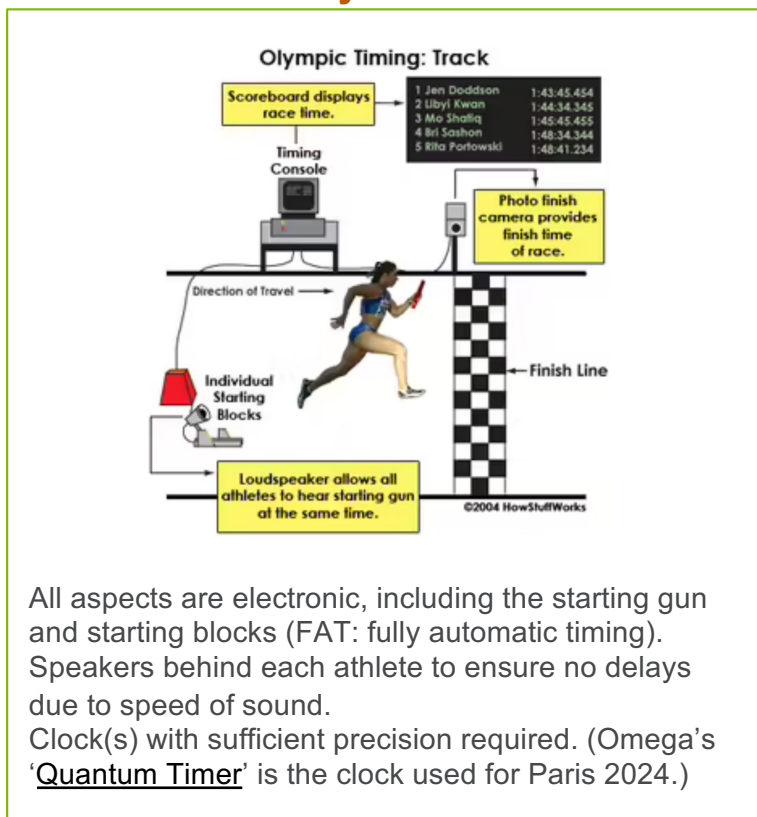 Olympic Timing: Track
Scoreboard displays
race time.
1 Jen Doddson 1:43:45.454
2 Libyi Kwan 1:44:34.345
3 Mo Shatiq 1:45:45.455
4 Bri Sashon 1:48:34.344
5 Rita Portowski 1:48:41.234
Timing
Console
Photo finish
camera provides
finish time
of race.
Direction of Travel
Individual
Starting
Blocks
Finish Line
Loudspeaker allows all
athletes to hear starting gun
at the same time.
©2004 HowStuffWorks
All aspects are electronic, including the starting gun
and starting blocks (FAT: fully automatic timing).
Speakers behind each athlete to ensure no delays
due to speed of sound.
Clock(s) with sufficient precision required. (Omega’s
‘Quantum Timer’ is the clock used for Paris 2024.)